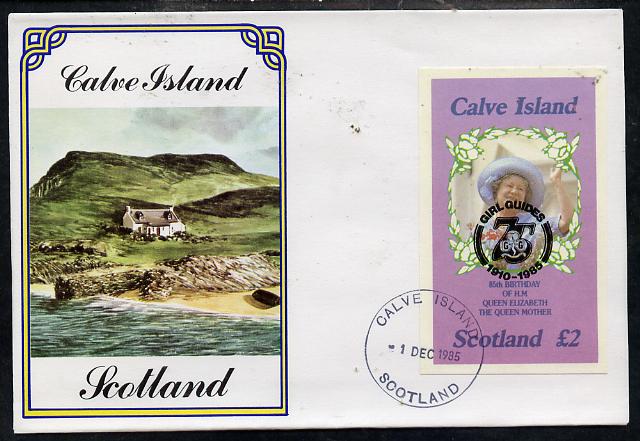 Calve Island
Scotland
Calve Island
GIRL GUIDES
75
GG
1910-1985
85th BIRTHDAY
OF H.M
QUEEN ELIZABETH
THE QUEEN MOTHER
Scotland £2
CALVE ISLAND
- 1 DEC 1985
SCOTLAND